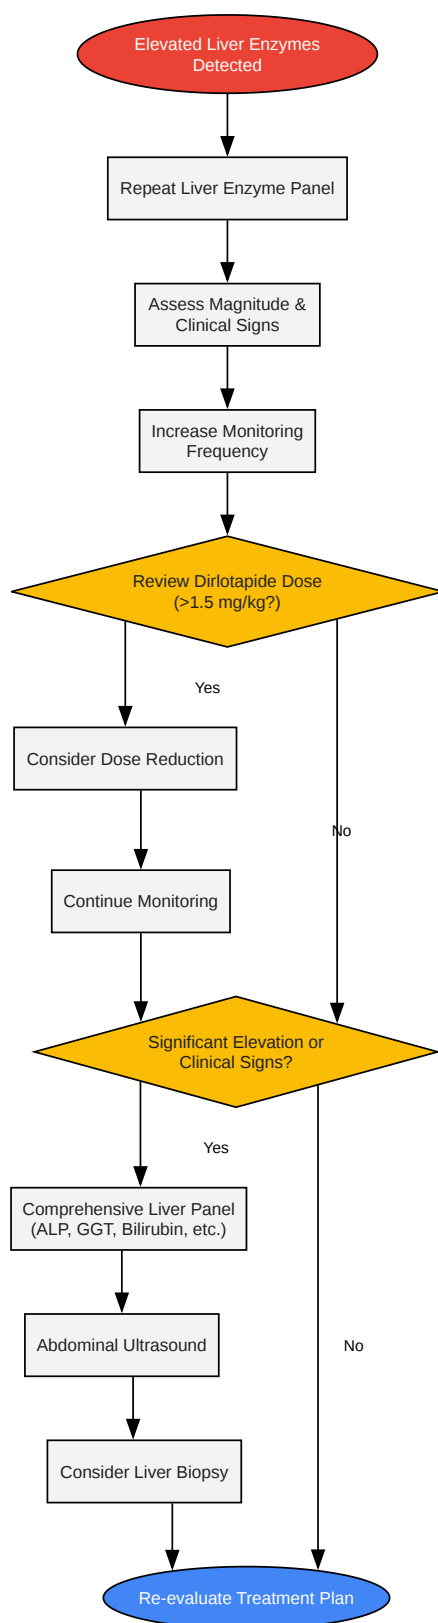 Elevated Liver Enzymes
Detected
Repeat Liver Enzyme Panel
Assess Magnitude &
Clinical Signs
Increase Monitoring
Frequency
Review Dirlotapide Dose
(>1.5 mg/kg?)
Yes
Consider Dose Reduction
No
Continue Monitoring
Significant Elevation or
Clinical Signs?
Yes
Comprehensive Liver Panel
(ALP, GGT, Bilirubin, etc.)
Abdominal Ultrasound
No
Consider Liver Biopsy
Re-evaluate Treatment Plan